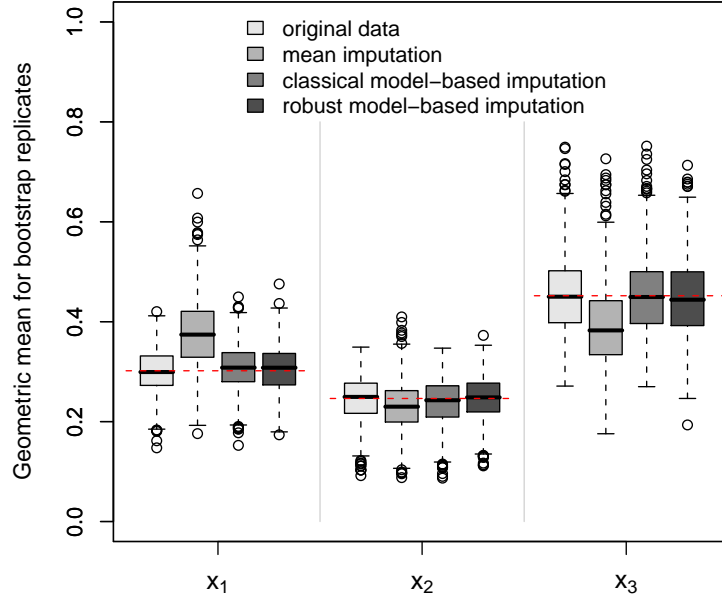 original data
mean imputation
classical model−based imputation
robust model−based imputation
Geometric mean for bootstrap replicates
1.0
0.8
0.6
0.4
0.2
0.0
x₁ x₂ x₃